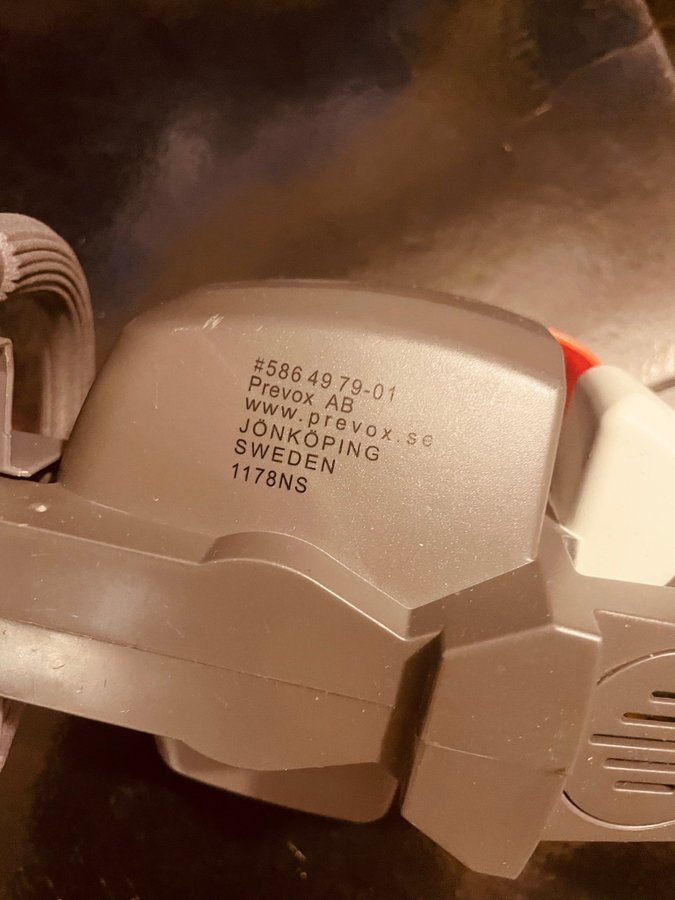 #586 49 79-01
Prevox AB
www.prevox.se
JÖNKÖPING
SWEDEN
1178NS